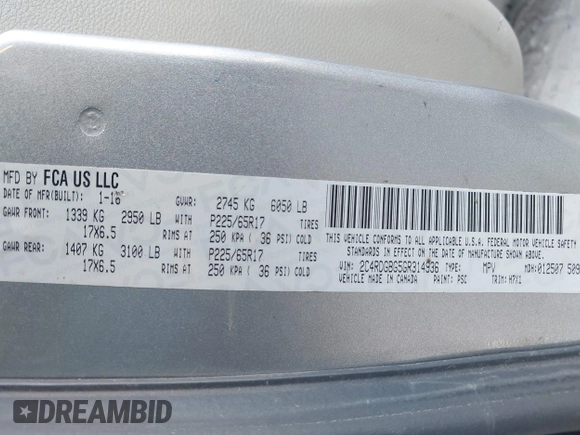 MFD BY FCA US LLC
DATE OF MFR(BUILT): 1-16 GVWR: 2745 KG 6050 LB
GAWR FRONT: 1339 KG 2950 LB WITH P225/65R17 TIRES
17X6.5 RIMS AT 250 KPA ( 36 PSI) COLD
GAWR REAR: 1407 KG 3100 LB WITH P225/65R17 TIRES
17X6.5 RIMS AT 250 KPA ( 36 PSI) COLD
THIS VEHICLE CONFORMS TO ALL APPLICABLE U.S.A. FEDERAL MOTOR VEHICLE SAFETY
STANDARDS IN EFFECT ON THE DATE OF MANUFACTURE SHOWN ABOVE.
VIN: 2C4RDGBG5GR314936 TYPE: MPV MDH: 012507 509
VEHICLE MADE IN CANADA PAINT: PSC TRIM: H7X1
DREAMBID